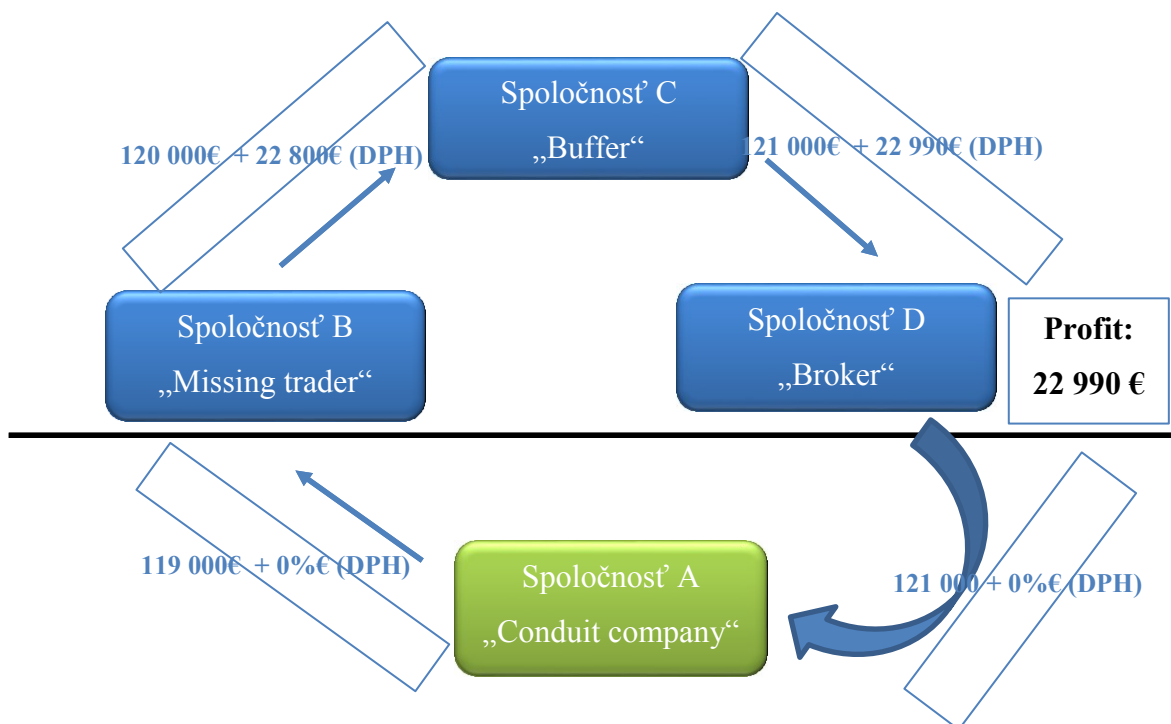 Spoločnosť C
„Buffer“
120 000€ + 22 800€ (DPH)
121 000€ + 22 990€ (DPH)
Spoločnosť B
„Missing trader“
Spoločnosť D
„Broker“
Profit:
22 990 €
119 000€ + 0%€ (DPH)
Spoločnosť A
„Conduit company“
121 000 + 0%€ (DPH)